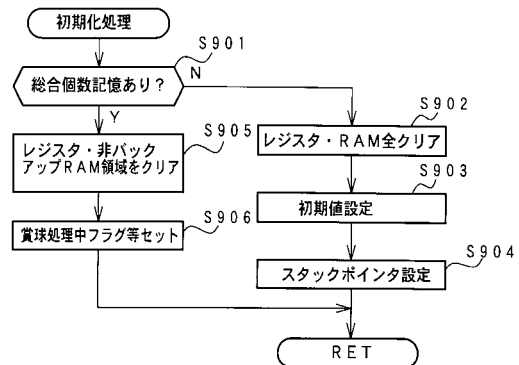 初期化処理
S901
総合個数記憶あり?
N
Y
S902
レジスタ・RAM全クリア
S905
レジスタ・非バック
アップRAM領域をクリア
S903
初期値設定
S906
賞球処理中フラグ等セット
S904
スタックポインタ設定
RET